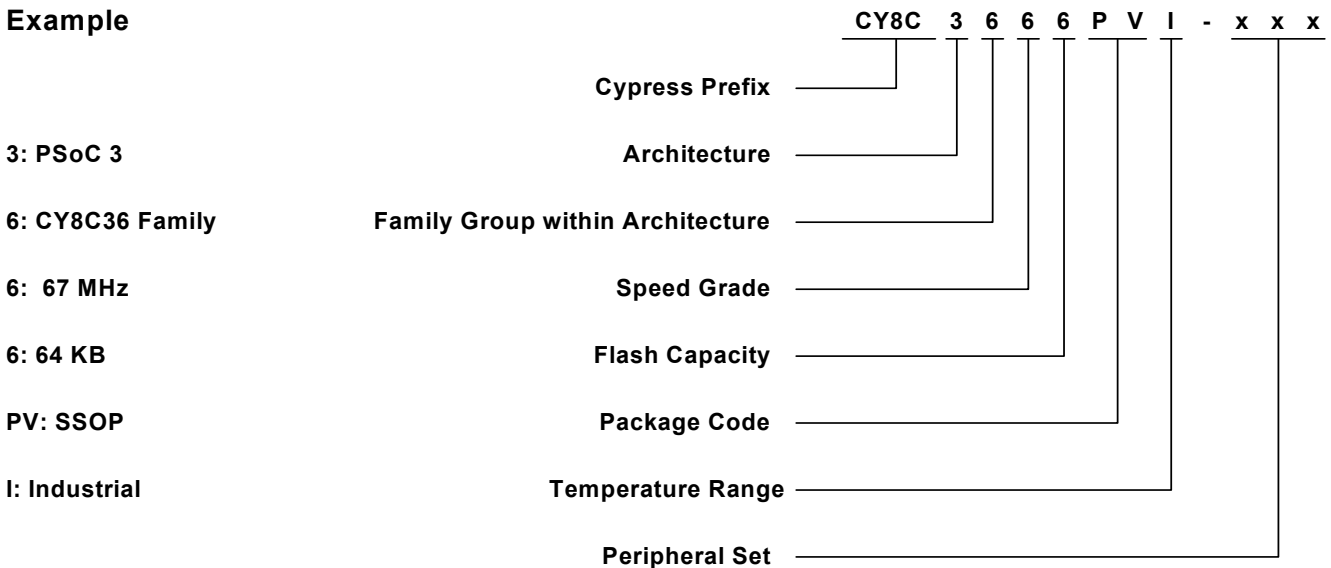 Example CY8C 3 6 6 6 P V I - x x x
Cypress Prefix
3: PSoC 3 Architecture
6: CY8C36 Family Family Group within Architecture
6: 67 MHz Speed Grade
6: 64 KB Flash Capacity
PV: SSOP Package Code
I: Industrial Temperature Range
Peripheral Set